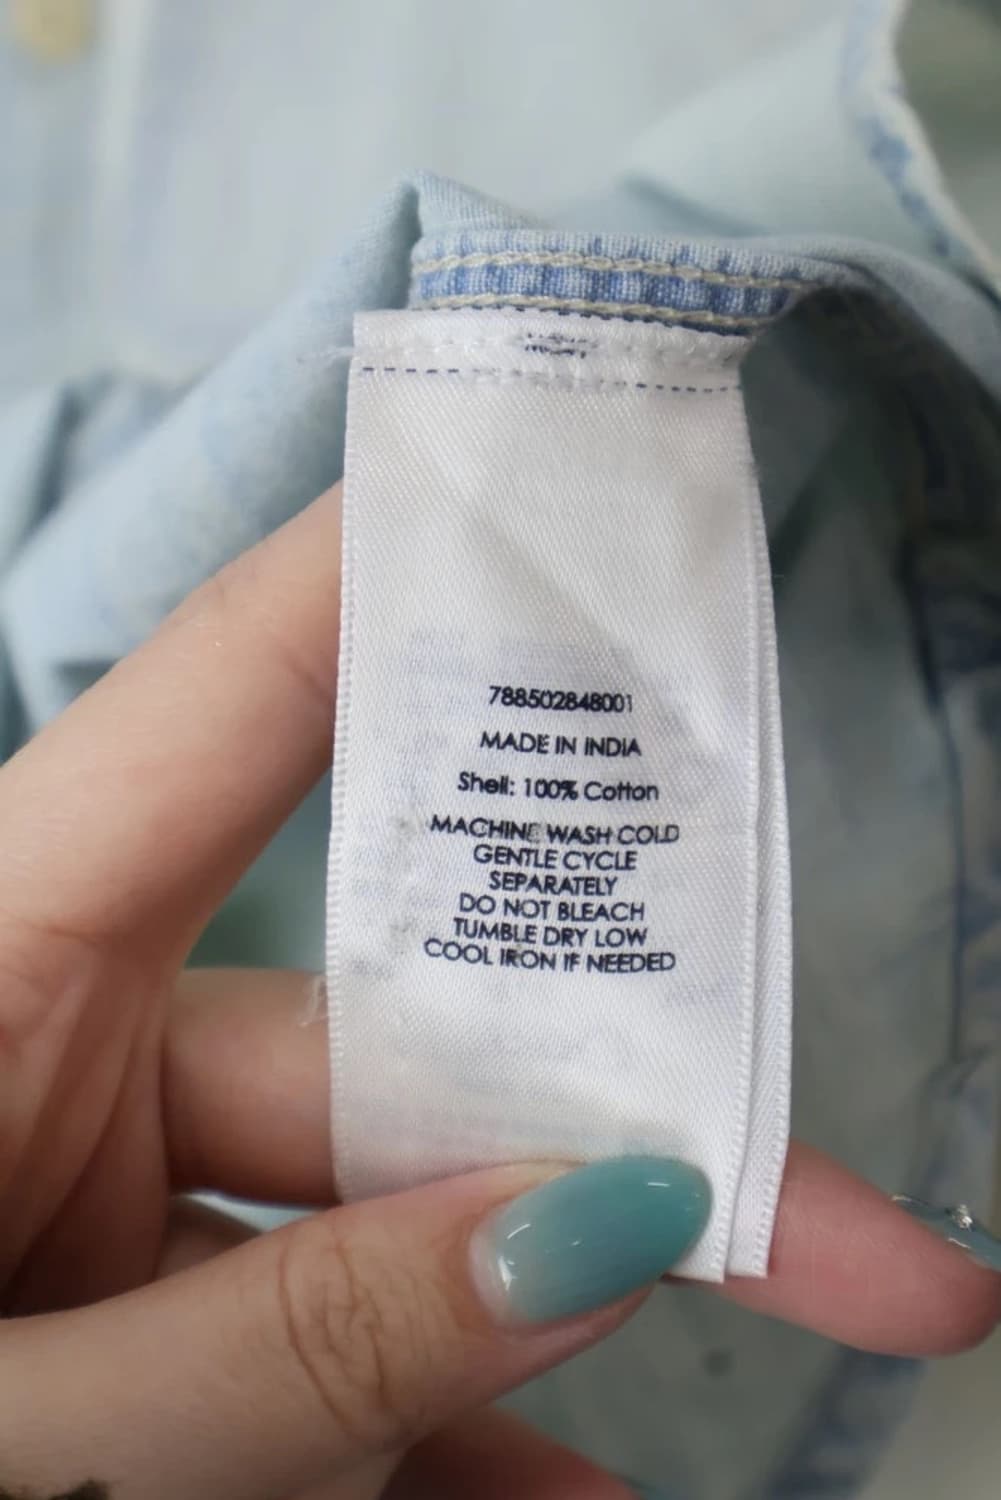 788502848001
MADE IN INDIA
Shell: 100% Cotton
MACHINE WASH COLD
GENTLE CYCLE
SEPARATELY
DO NOT BLEACH
TUMBLE DRY LOW
COOL IRON IF NEEDED